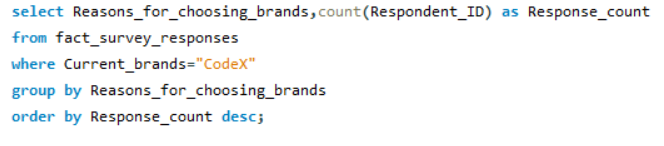 select Reasons_for_choosing_brands,count(Respondent_ID) as Response_count
from fact_survey_responses
where Current_brands="CodeX"
group by Reasons_for_choosing_brands
order by Response_count desc;